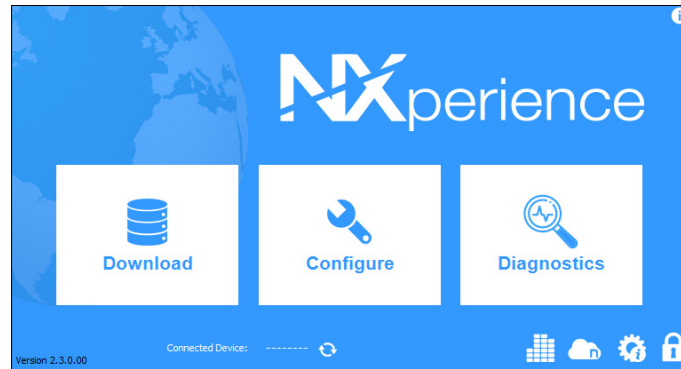 i
NXperience
Download
Configure
Diagnostics
Connected Device: --------
n
i
Version 2.3.0.00